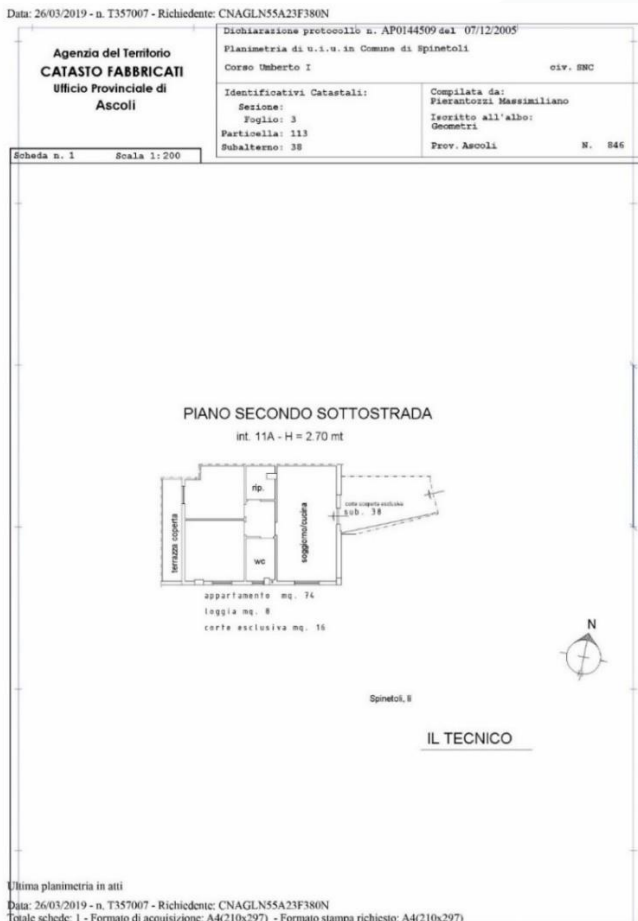 Data: 26/03/2019 - n. T357007 - Richiedente: CNAGLN55A23F380N
Agenzia del Territorio
CATASTO FABBRICATI
Ufficio Provinciale di
Ascoli
Dichiarazione protocollo n. AP0144509 del 07/12/2005
Planimetria di u.i.u.in Comune di Spinetoli
Corso Umberto I civ. SNC
Identificativi Catastali:
Sezione:
Foglio: 3
Particella: 113
Subalterno: 38
Compilata da:
Pierantozzi Massimiliano
Iscritto all'albo:
Geometri
Prov. Ascoli N. 846
Scheda n. 1 Scala 1:200
PIANO SECONDO SOTTOSTRADA
int. 11A - H = 2.70 mt
rip.
terrazza coperta
wc
soggiorno/cucina
corte scoperta esclusiva
sub. 38
appartamento mq. 74
loggia mq. 8
corte esclusiva mq. 16
N
Spinetoli, lì
IL TECNICO
Ultima planimetria in atti
Data: 26/03/2019 - n. T357007 - Richiedente: CNAGLN55A23F380N
Totale schede: 1 - Formato di acquisizione: A4(210x297) - Formato stampa richiesto: A4(210x297)